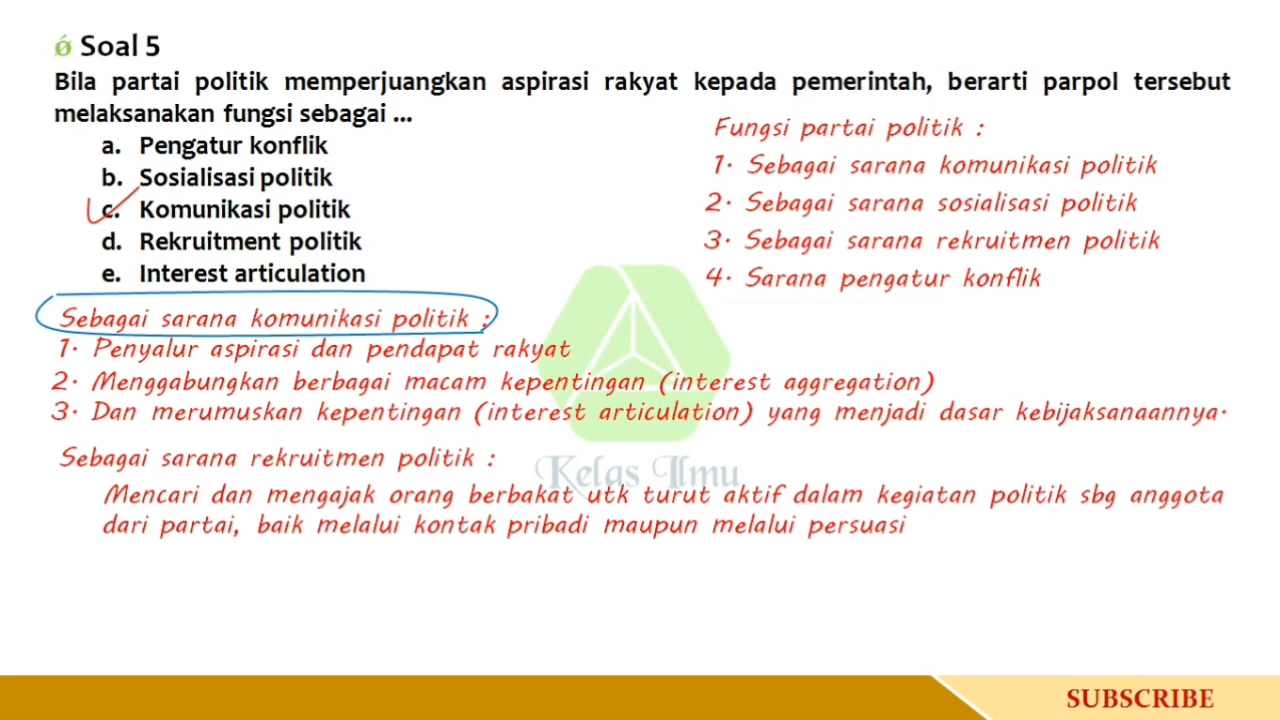 Soal 5
Bila partai politik memperjuangkan aspirasi rakyat kepada pemerintah, berarti parpol tersebut
melaksanakan fungsi sebagai ...
a. Pengatur konflik
b. Sosialisasi politik
c. Komunikasi politik
d. Rekruitment politik
e. Interest articulation
Fungsi partai politik :
1. Sebagai sarana komunikasi politik
2. Sebagai sarana sosialisasi politik
3. Sebagai sarana rekruitmen politik
4. Sarana pengatur konflik
Sebagai sarana komunikasi politik :
1. Penyalur aspirasi dan pendapat rakyat
2. Menggabungkan berbagai macam kepentingan (interest aggregation)
3. Dan merumuskan kepentingan (interest articulation) yang menjadi dasar kebijaksanaannya.
Sebagai sarana rekruitmen politik :
Kelas Ilmu
Mencari dan mengajak orang berbakat utk turut aktif dalam kegiatan politik sbg anggota
dari partai, baik melalui kontak pribadi maupun melalui persuasi
SUBSCRIBE